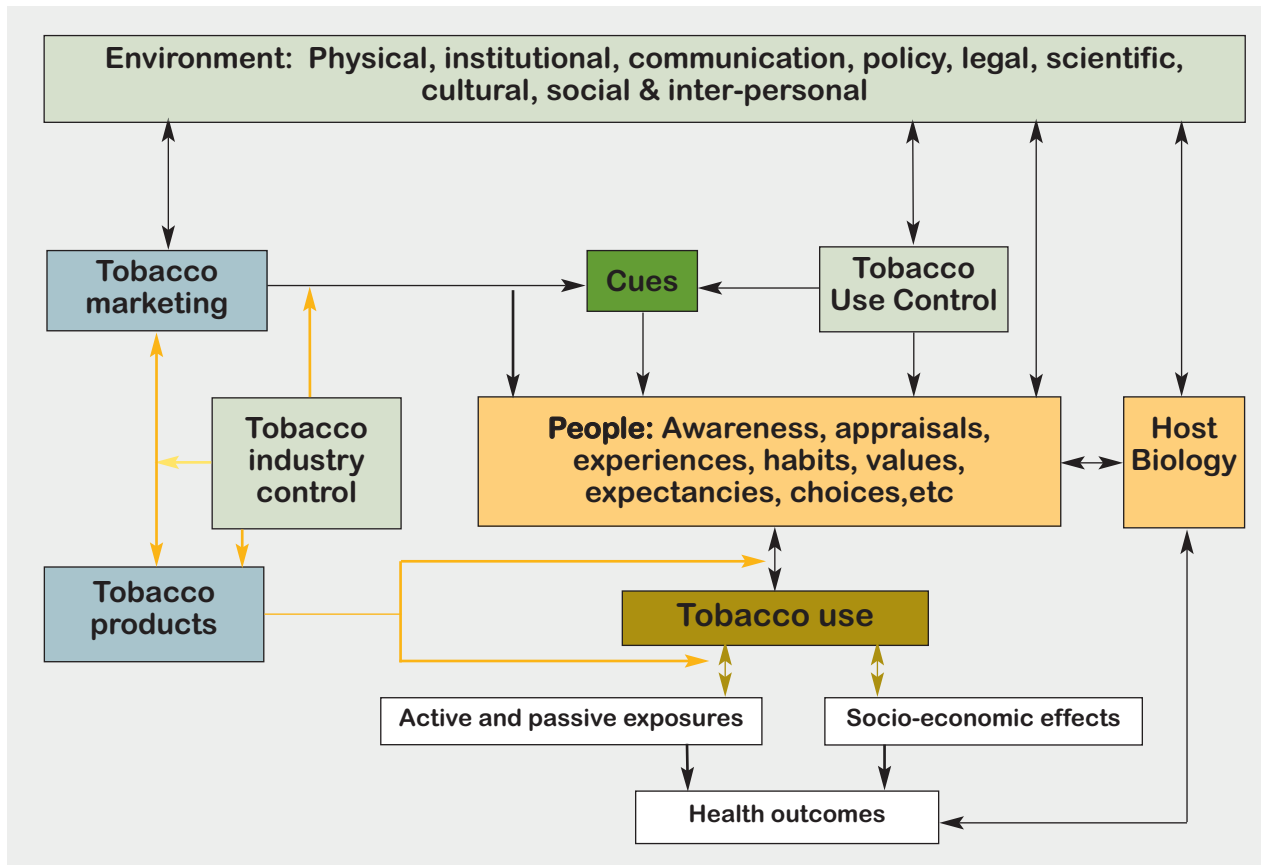 Environment:  Physical, institutional, communication, policy, legal, scientific,
cultural, social & inter-personal
Tobacco
marketing
Cues
Tobacco
Use Control
Tobacco
industry
control
People: Awareness, appraisals,
experiences, habits, values,
expectancies, choices,etc
Host
Biology
Tobacco
products
Tobacco use
Active and passive exposures
Socio-economic effects
Health outcomes